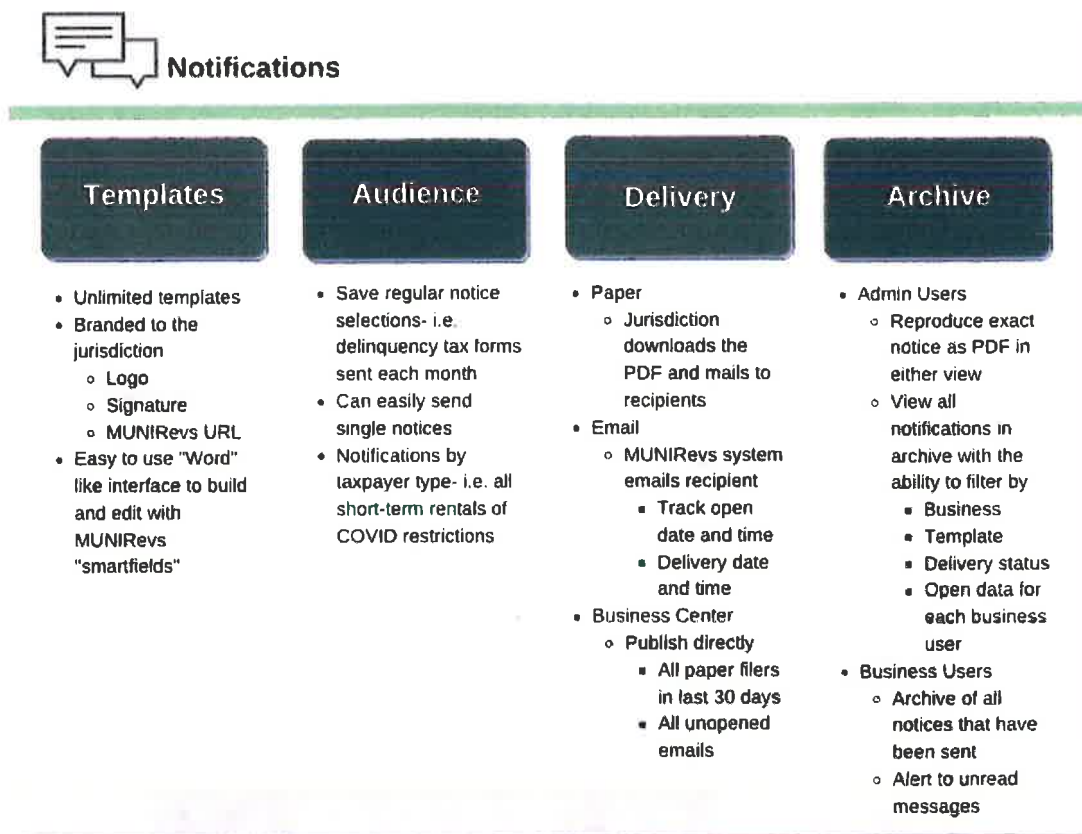 Notifications
Templates
• Unlimited templates
• Branded to the
jurisdiction
◦ Logo
◦ Signature
◦ MUNIRevs URL
• Easy to use "Word"
like interface to build
and edit with
MUNIRevs
"smartfields"
Audience
• Save regular notice
selections- i.e.
delinquency tax forms
sent each month
• Can easily send
single notices
• Notifications by
taxpayer type- i.e. all
short-term rentals of
COVID restrictions
Delivery
• Paper
◦ Jurisdiction
downloads the
PDF and mails to
recipients
• Email
◦ MUNIRevs system
emails recipient
▪ Track open
date and time
▪ Delivery date
and time
• Business Center
◦ Publish directly
▪ All paper filers
in last 30 days
▪ All unopened
emails
Archive
• Admin Users
◦ Reproduce exact
notice as PDF in
either view
◦ View all
notifications in
archive with the
ability to filter by
▪ Business
▪ Template
▪ Delivery status
▪ Open data for
each business
user
• Business Users
◦ Archive of all
notices that have
been sent
◦ Alert to unread
messages